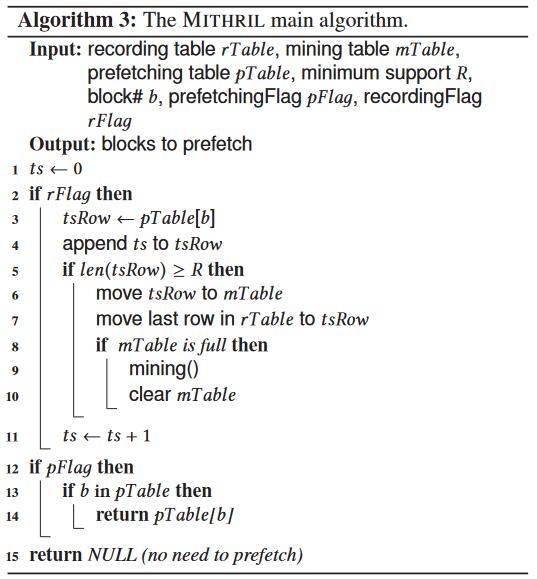 Algorithm 3: The MITHRIL main algorithm.
Input: recording table rTable, mining table mTable,
prefetching table pTable, minimum support R,
block# b, prefetchingFlag pFlag, recordingFlag
rFlag
Output: blocks to prefetch
1 ts ← 0
2 if rFlag then
3 tsRow ← pTable[b]
4 append ts to tsRow
5 if len(tsRow) ≥ R then
6 move tsRow to mTable
7 move last row in rTable to tsRow
8 if mTable is full then
9 mining()
10 clear mTable
11 ts ← ts + 1
12 if pFlag then
13 if b in pTable then
14 return pTable[b]
15 return NULL (no need to prefetch)